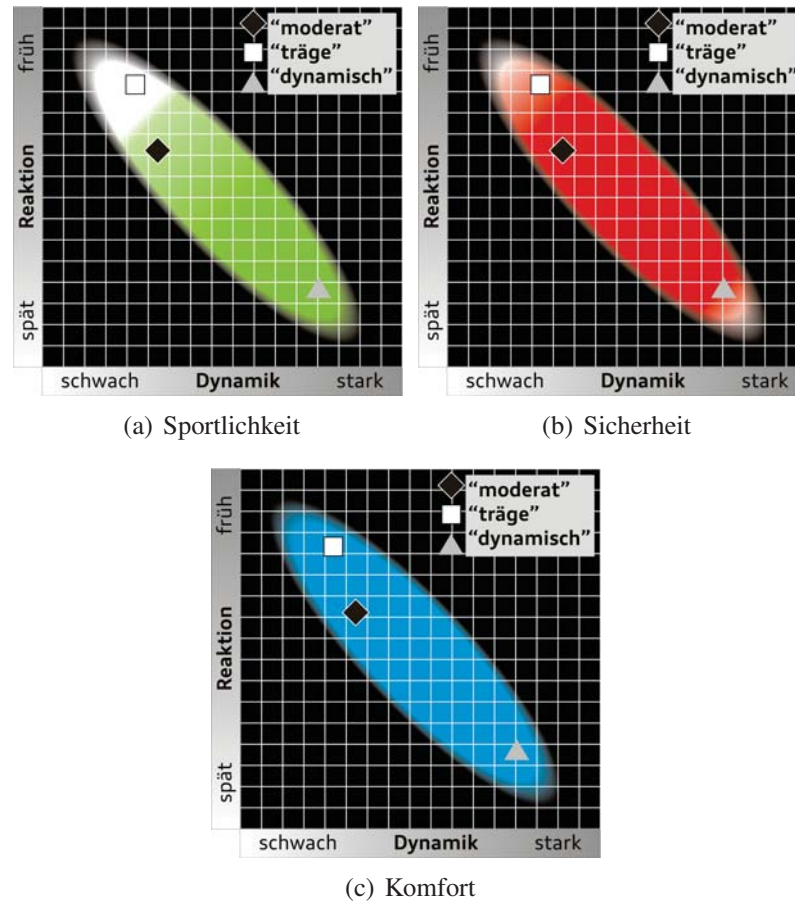 “moderat”
“träge”
“dynamisch”
früh
Reaktion
spät
schwach Dynamik stark
(a) Sportlichkeit
“moderat”
“träge”
“dynamisch”
früh
Reaktion
spät
schwach Dynamik stark
(b) Sicherheit
“moderat”
“träge”
“dynamisch”
früh
Reaktion
spät
schwach Dynamik stark
(c) Komfort